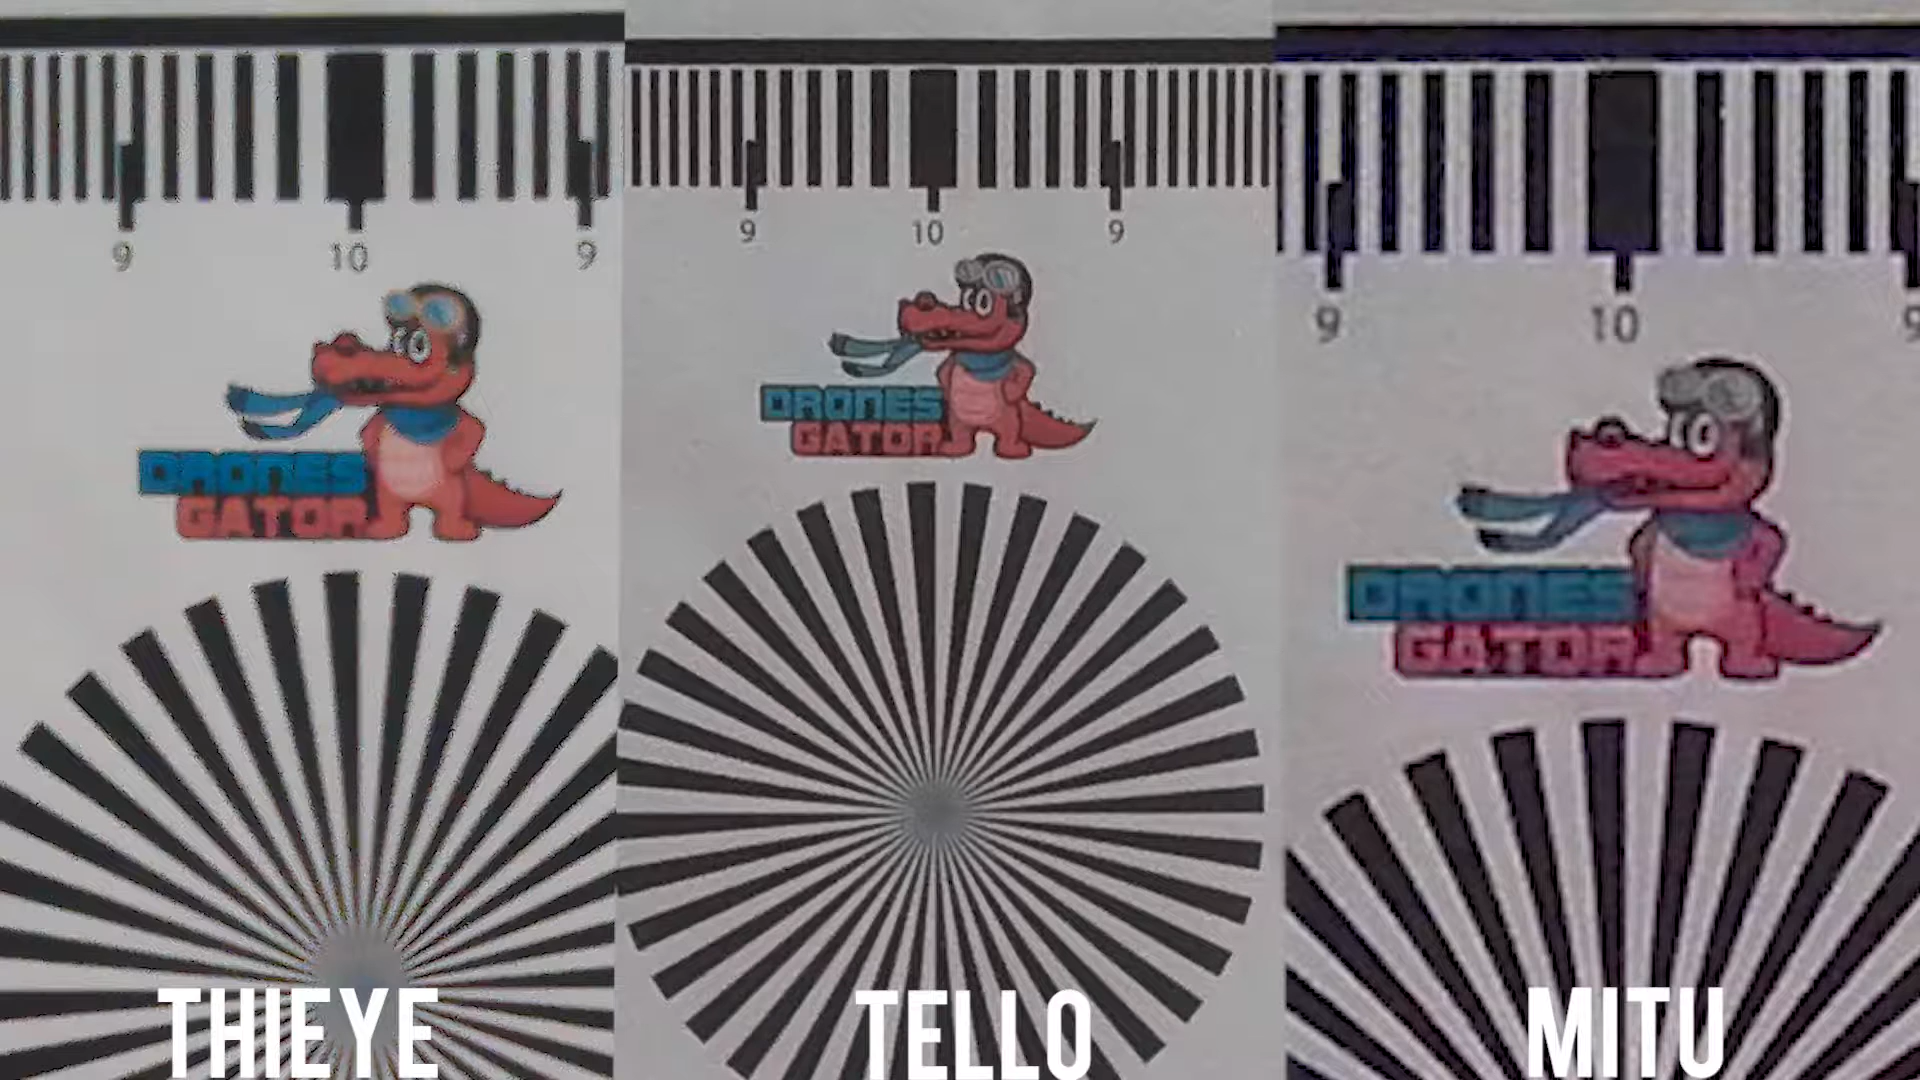 9 10 9
DRONES
GATOR
THIEYE
9 10 9
DRONES
GATOR
TELLO
9 10 9
DRONES
GATOR
MITU